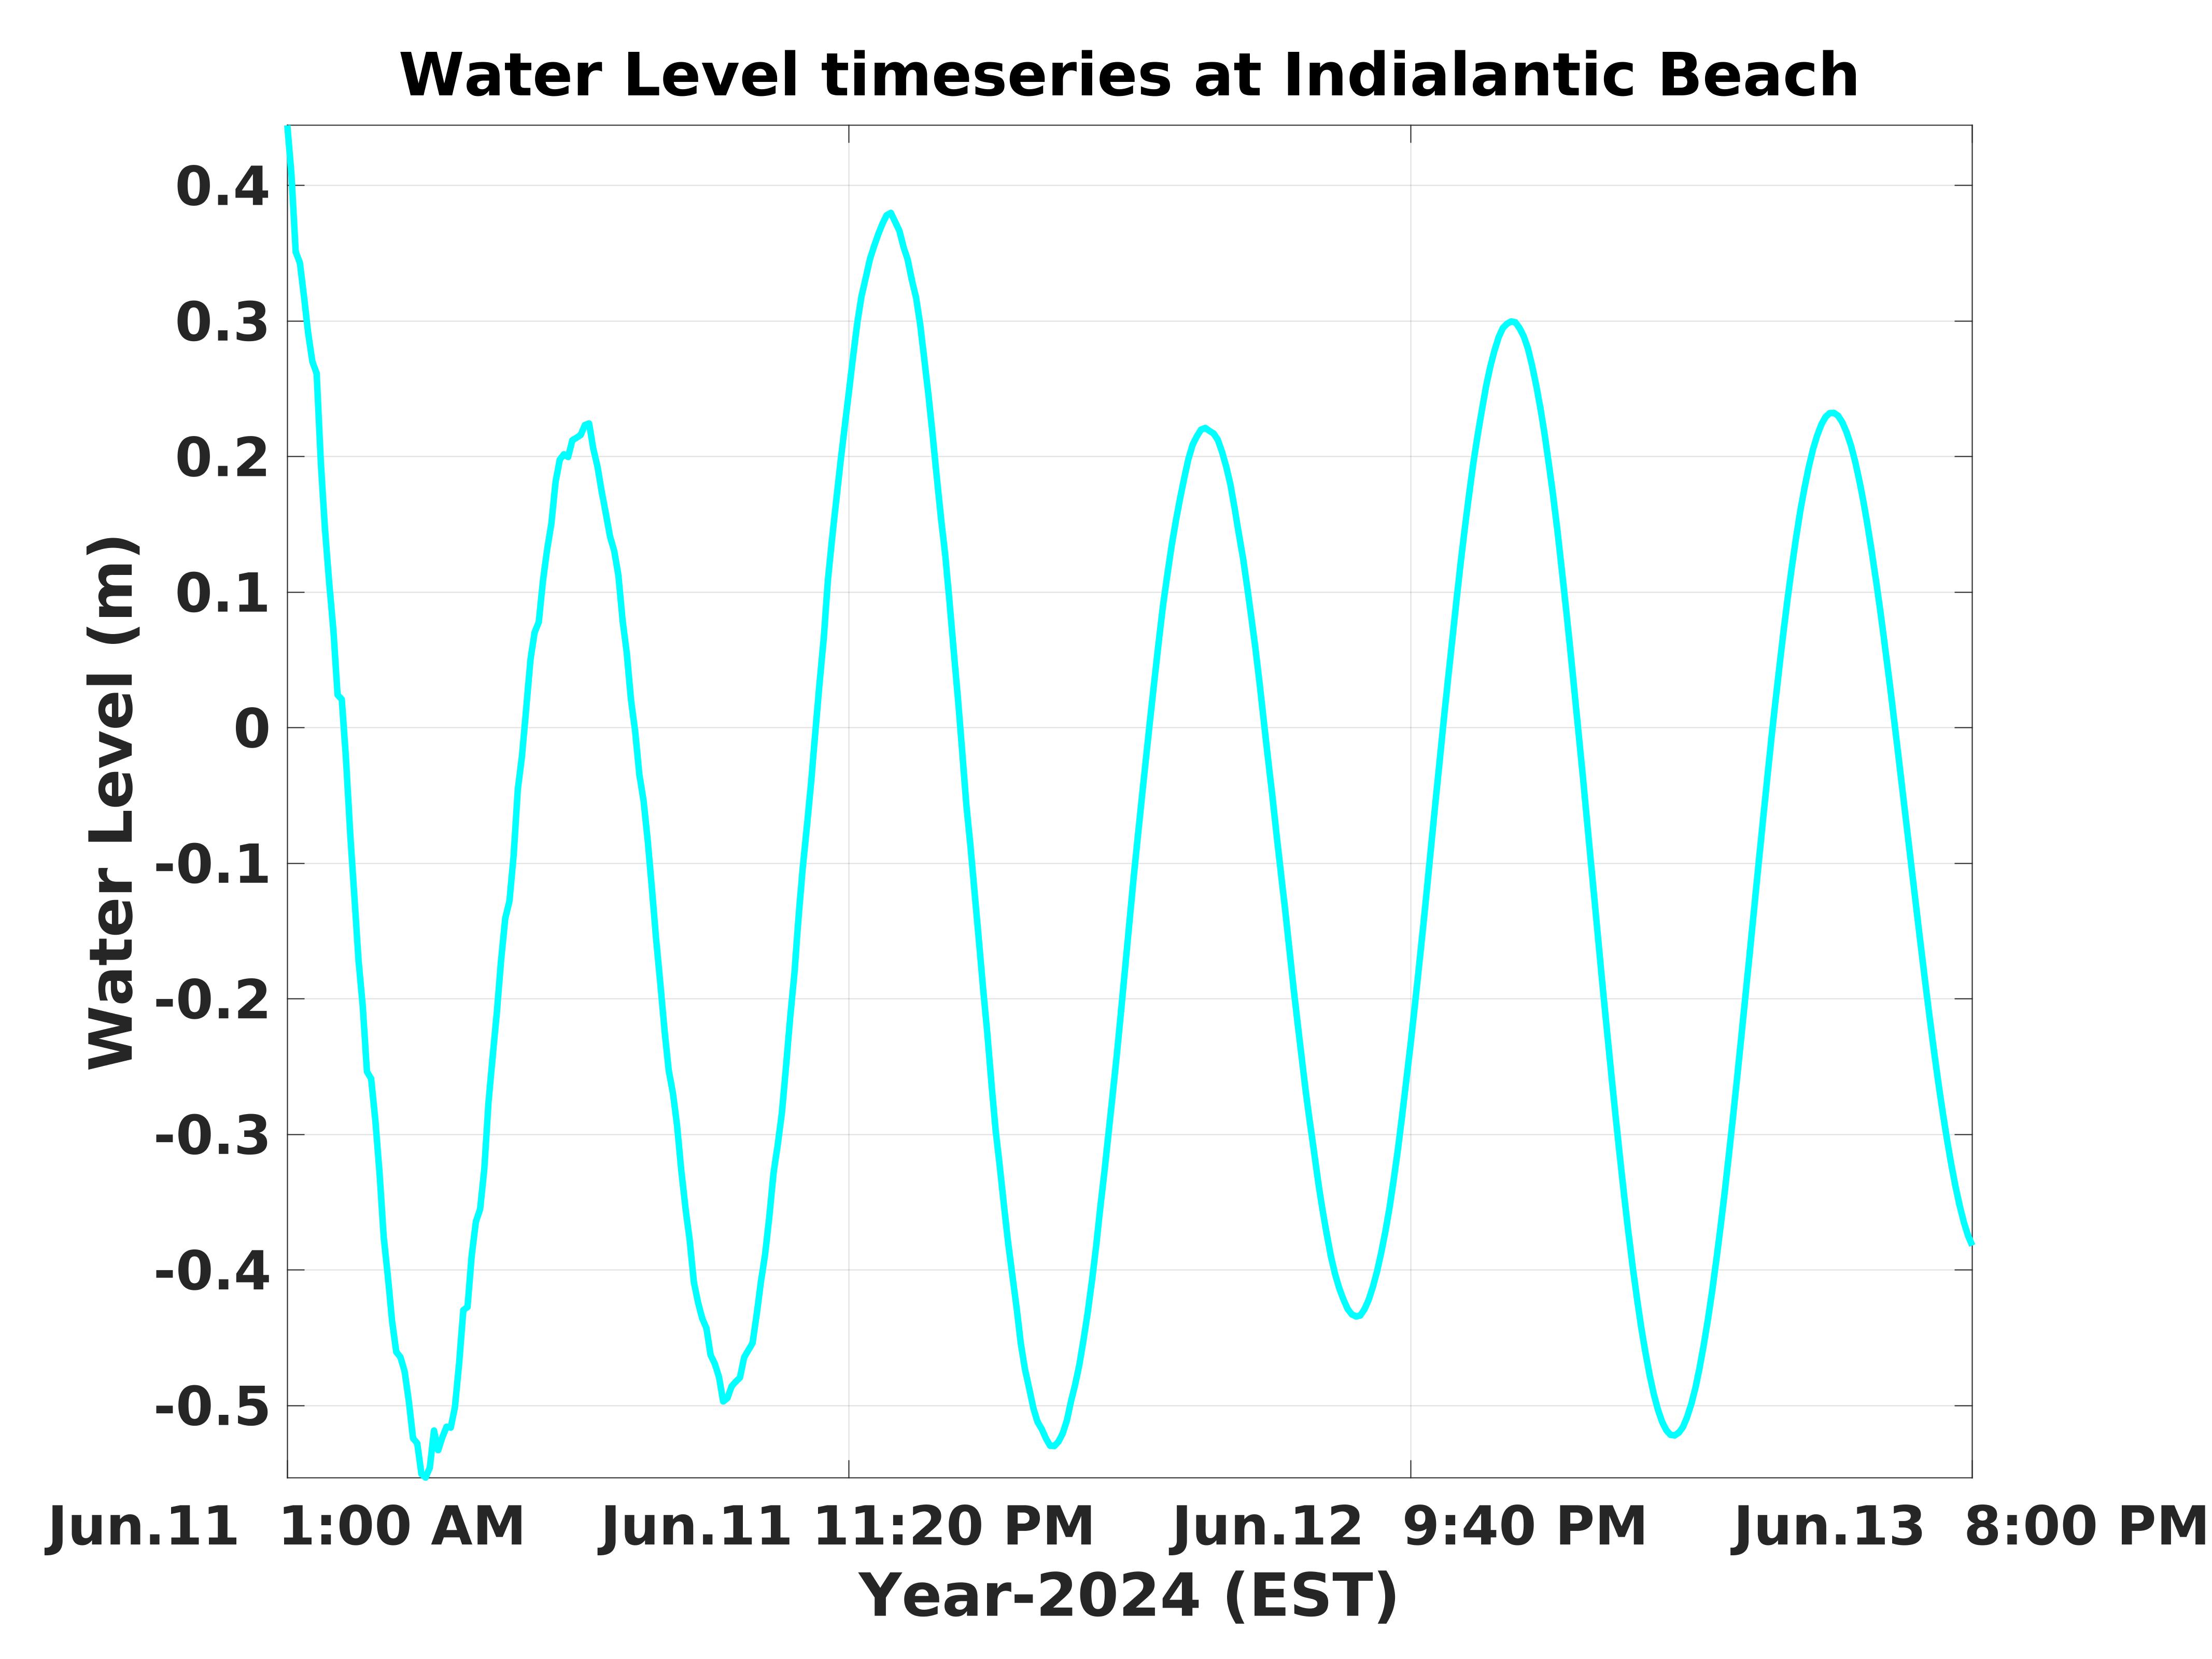 Water Level timeseries at Indialantic Beach
0.4
0.3
0.2
0.1
0
-0.1
-0.2
-0.3
-0.4
-0.5
Water Level (m)
Jun.11 1:00 AM Jun.11 11:20 PM Jun.12 9:40 PM Jun.13 8:00 PM
Year-2024 (EST)